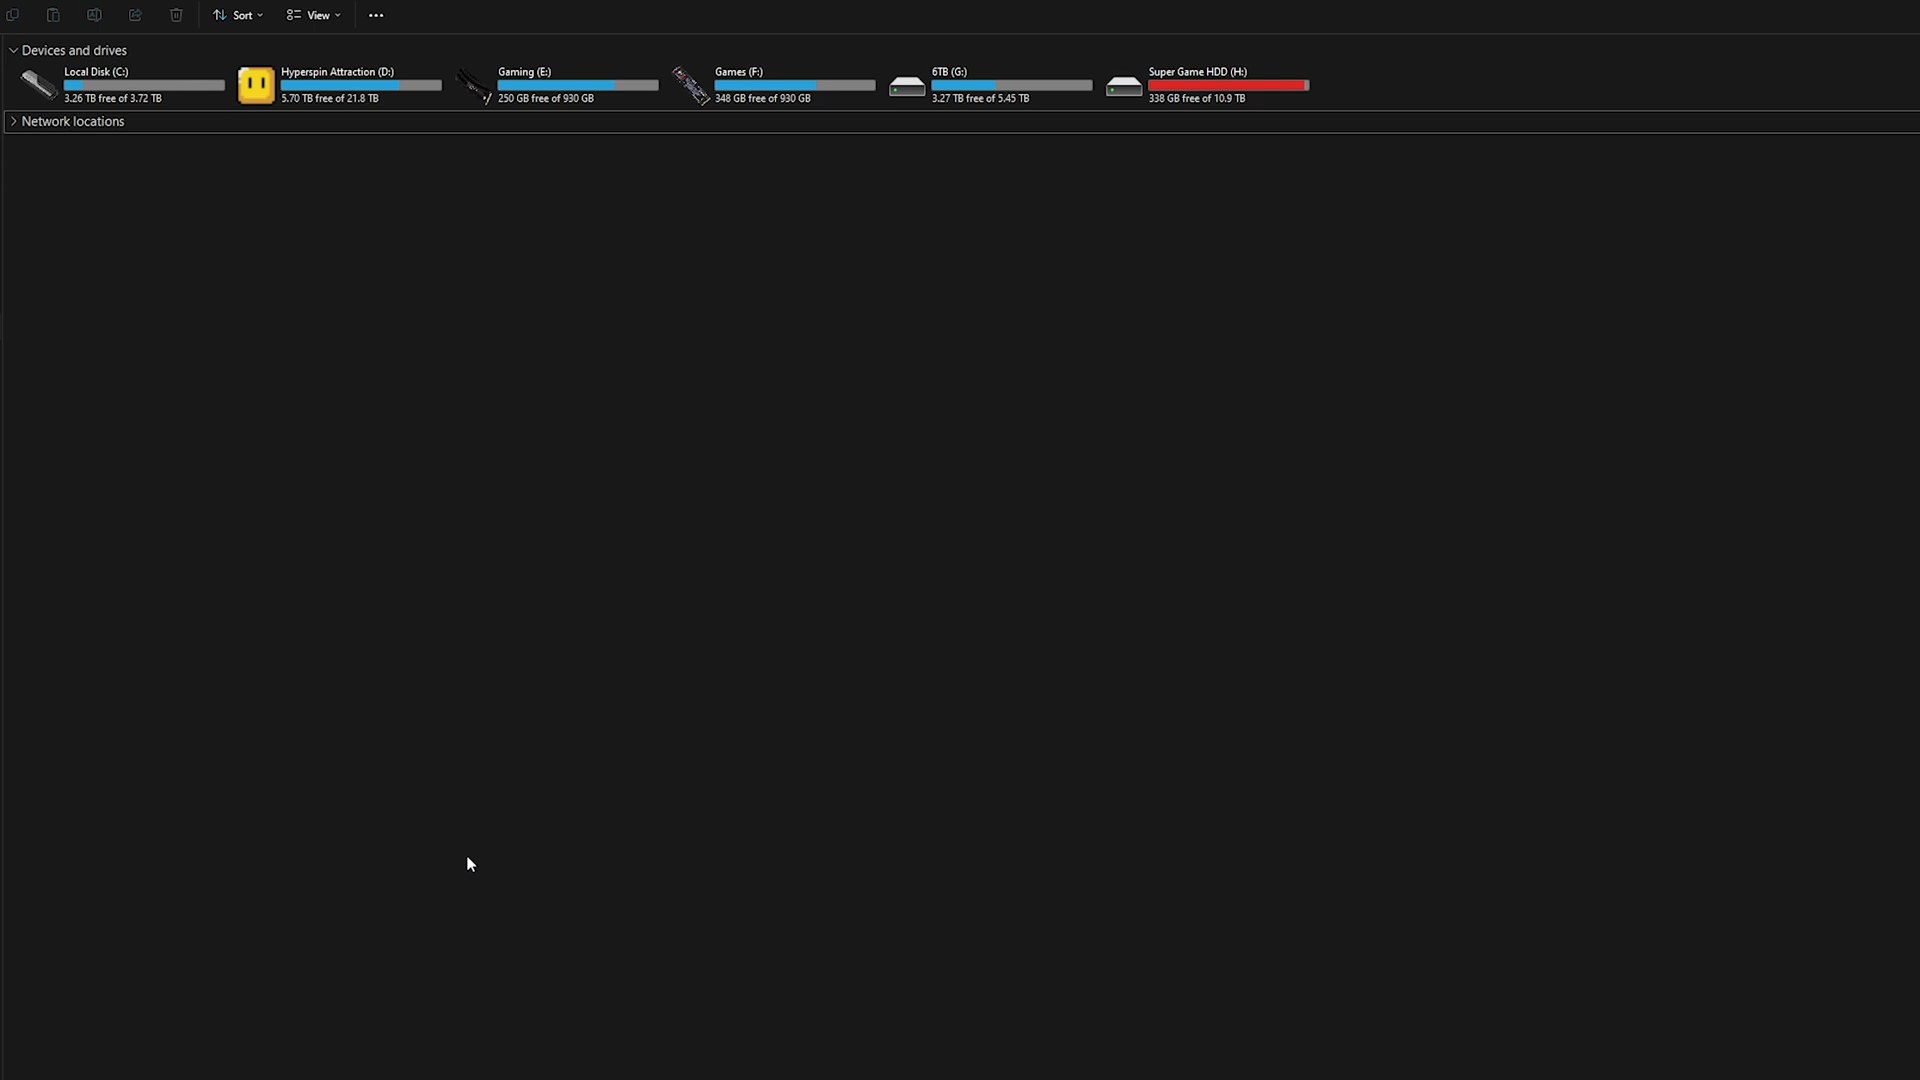 Sort
View
Devices and drives
Local Disk (C:)
3.26 TB free of 3.72 TB
Hyperspin Attraction (D:)
5.70 TB free of 21.8 TB
Gaming (E:)
250 GB free of 930 GB
Games (F:)
348 GB free of 930 GB
6TB (G:)
3.27 TB free of 5.45 TB
Super Game HDD (H:)
338 GB free of 10.9 TB
Network locations